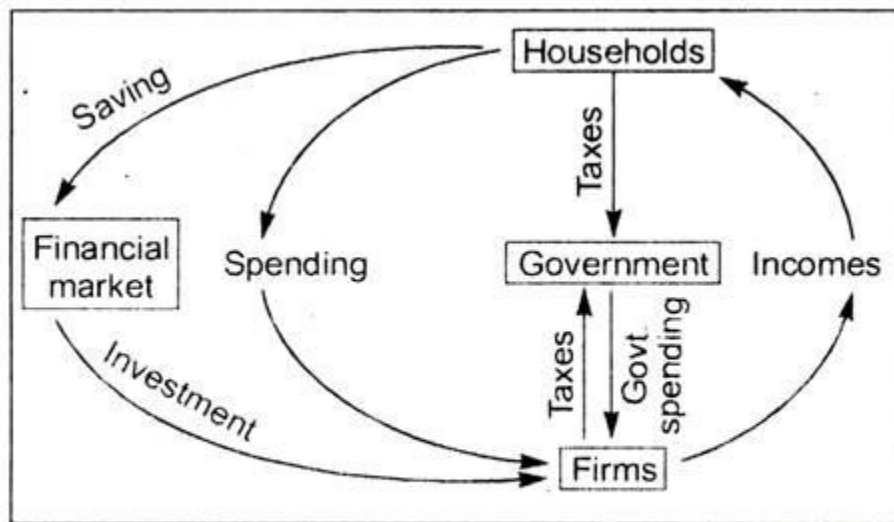 Households
Saving
Taxes
Financial
market
Spending
Government
Incomes
Investment
Taxes
Govt.
spending
Firms